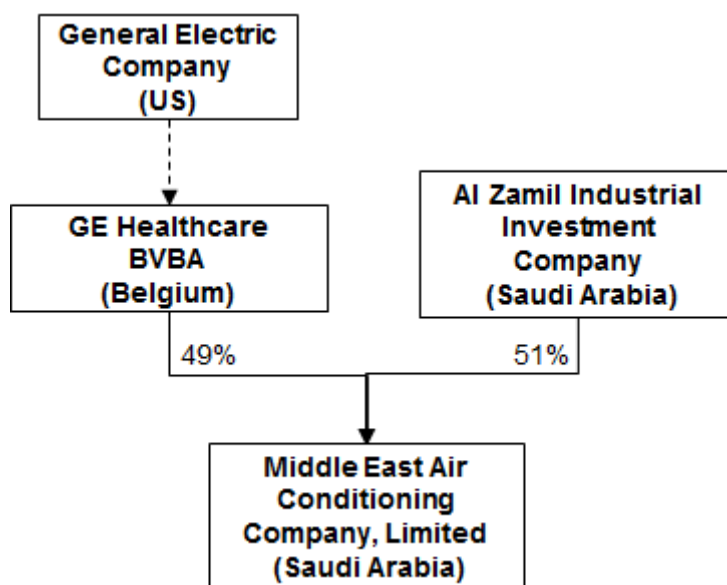 General Electric
Company
(US)
GE Healthcare
BVBA
(Belgium)
Al Zamil Industrial
Investment
Company
(Saudi Arabia)
49%
51%
Middle East Air
Conditioning
Company, Limited
(Saudi Arabia)